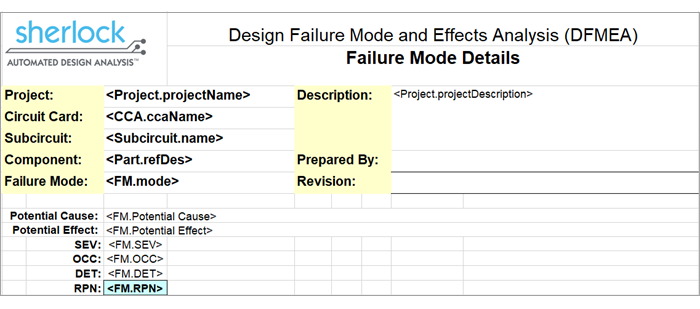 sherlock
AUTOMATED DESIGN ANALYSIS™
Design Failure Mode and Effects Analysis (DFMEA)
Failure Mode Details
Project: <Project.projectName> Description: <Project.projectDescription>
Circuit Card: <CCA.ccaName>
Subcircuit: <Subcircuit.name>
Component: <Part.refDes> Prepared By:
Failure Mode: <FM.mode> Revision:
Potential Cause: <FM.Potential Cause>
Potential Effect: <FM.Potential Effect>
SEV: <FM.SEV>
OCC: <FM.OCC>
DET: <FM.DET>
RPN: <FM.RPN>